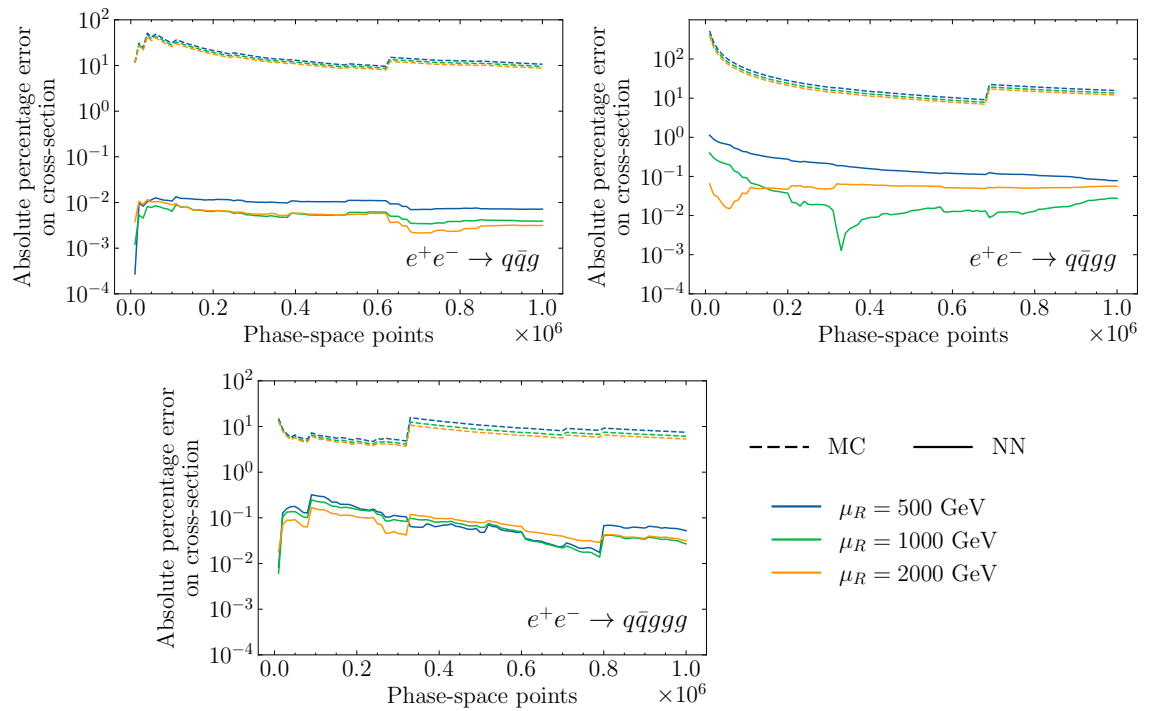 Absolute percentage error
on cross-section
10^2
10^1
10^0
10^−1
10^−2
10^−3
10^−4
e^+e^− → qq̄g
0.0 0.2 0.4 0.6 0.8 1.0
Phase-space points ×10^6
Absolute percentage error
on cross-section
10^2
10^1
10^0
10^−1
10^−2
10^−3
10^−4
e^+e^− → qq̄gg
0.0 0.2 0.4 0.6 0.8 1.0
Phase-space points ×10^6
Absolute percentage error
on cross-section
10^2
10^1
10^0
10^−1
10^−2
10^−3
10^−4
e^+e^− → qq̄ggg
0.0 0.2 0.4 0.6 0.8 1.0
Phase-space points ×10^6
MC NN
μ_R = 500 GeV
μ_R = 1000 GeV
μ_R = 2000 GeV